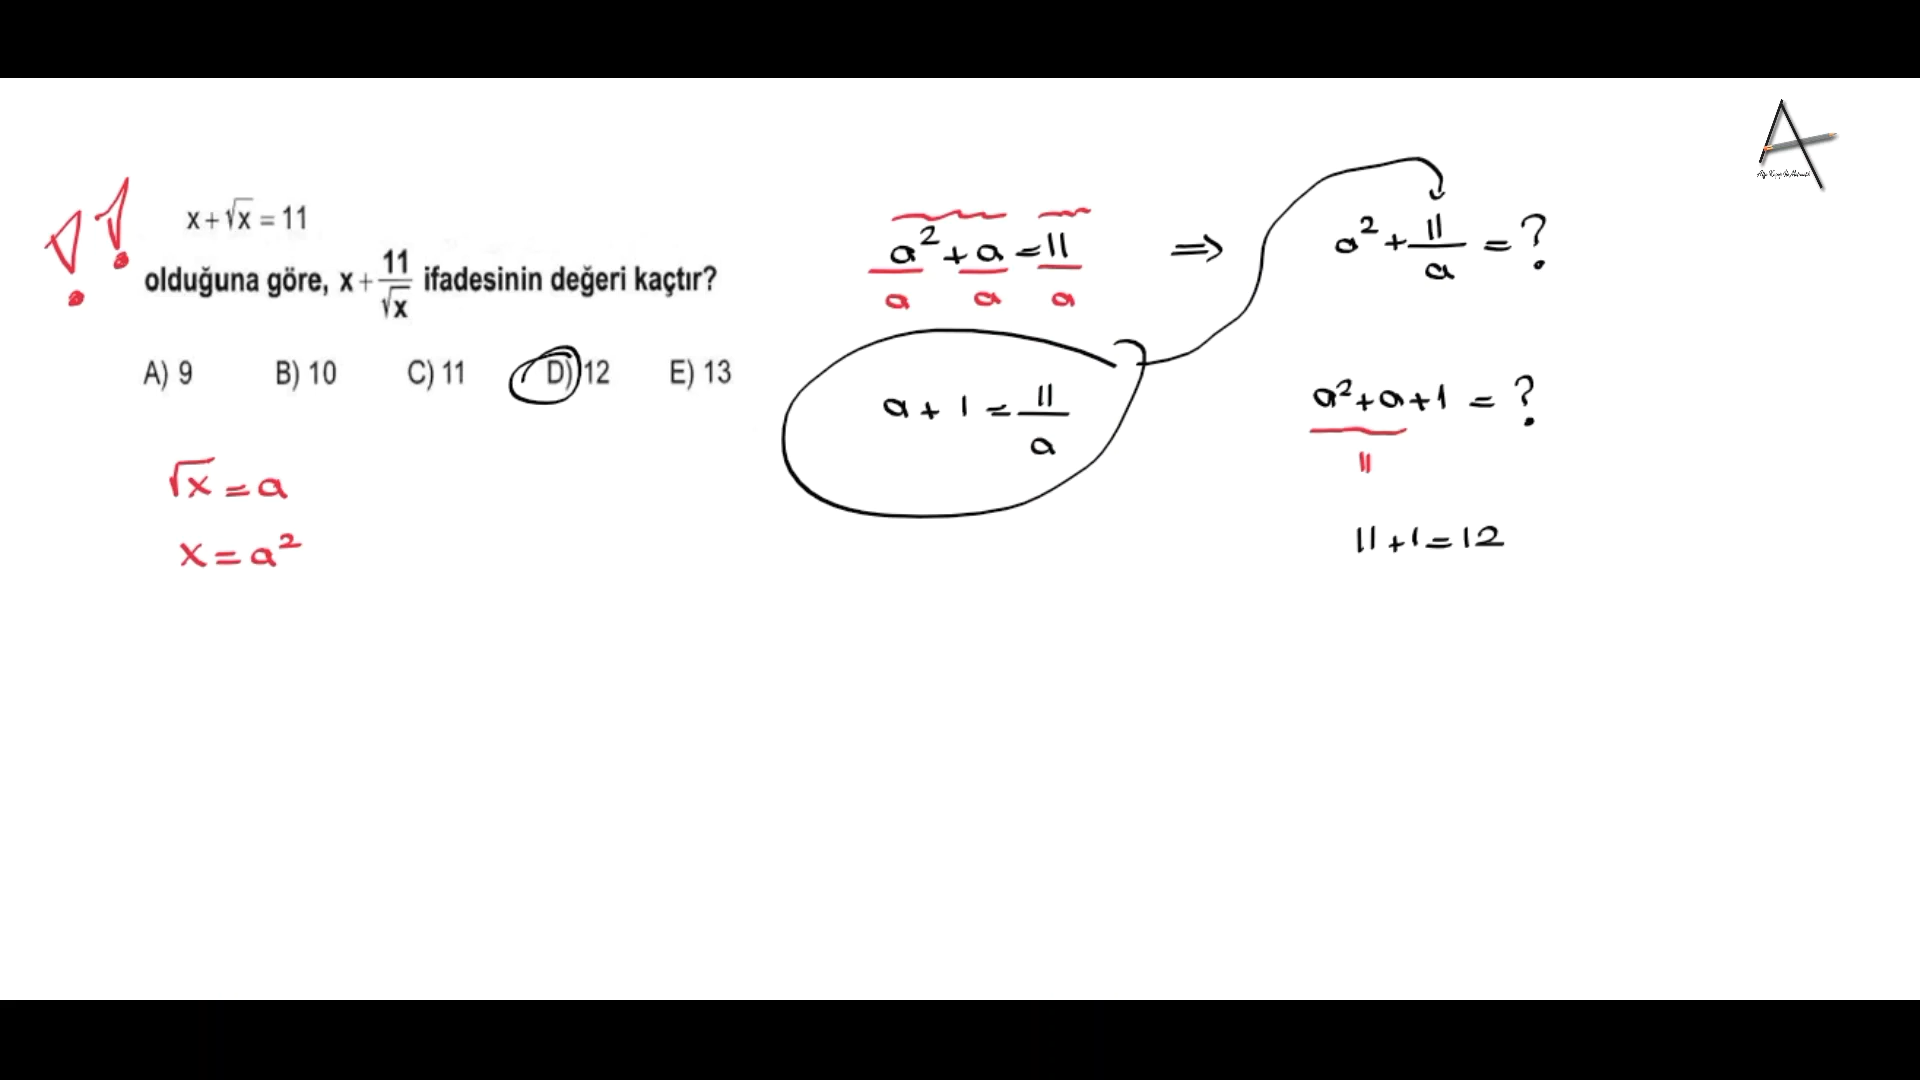 x + √x = 11
olduğuna göre, x + 11/√x ifadesinin değeri kaçtır?
A) 9 B) 10 C) 11 D) 12 E) 13
√x = a
x = a²
a² + a = 11
a a a
a + 1 = 11/a
⇒ a² + 11/a = ?
a² + a + 1 = ?
11
11 + 1 = 12